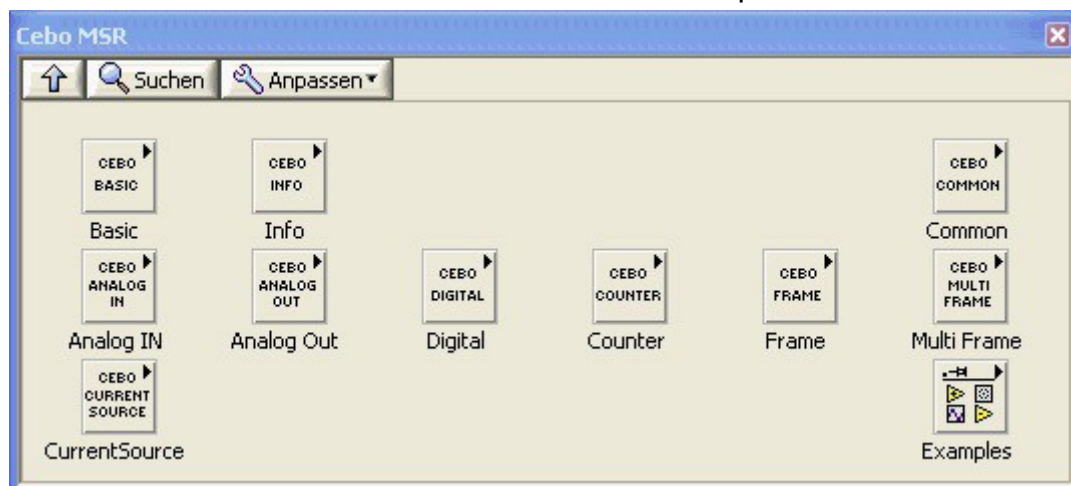 Cebo MSR
Suchen Anpassen
CEBO BASIC
Basic
CEBO INFO
Info
CEBO COMMON
Common
CEBO ANALOG IN
Analog IN
CEBO ANALOG OUT
Analog Out
CEBO DIGITAL
Digital
CEBO COUNTER
Counter
CEBO FRAME
Frame
CEBO MULTI FRAME
Multi Frame
CEBO CURRENT SOURCE
CurrentSource
Examples